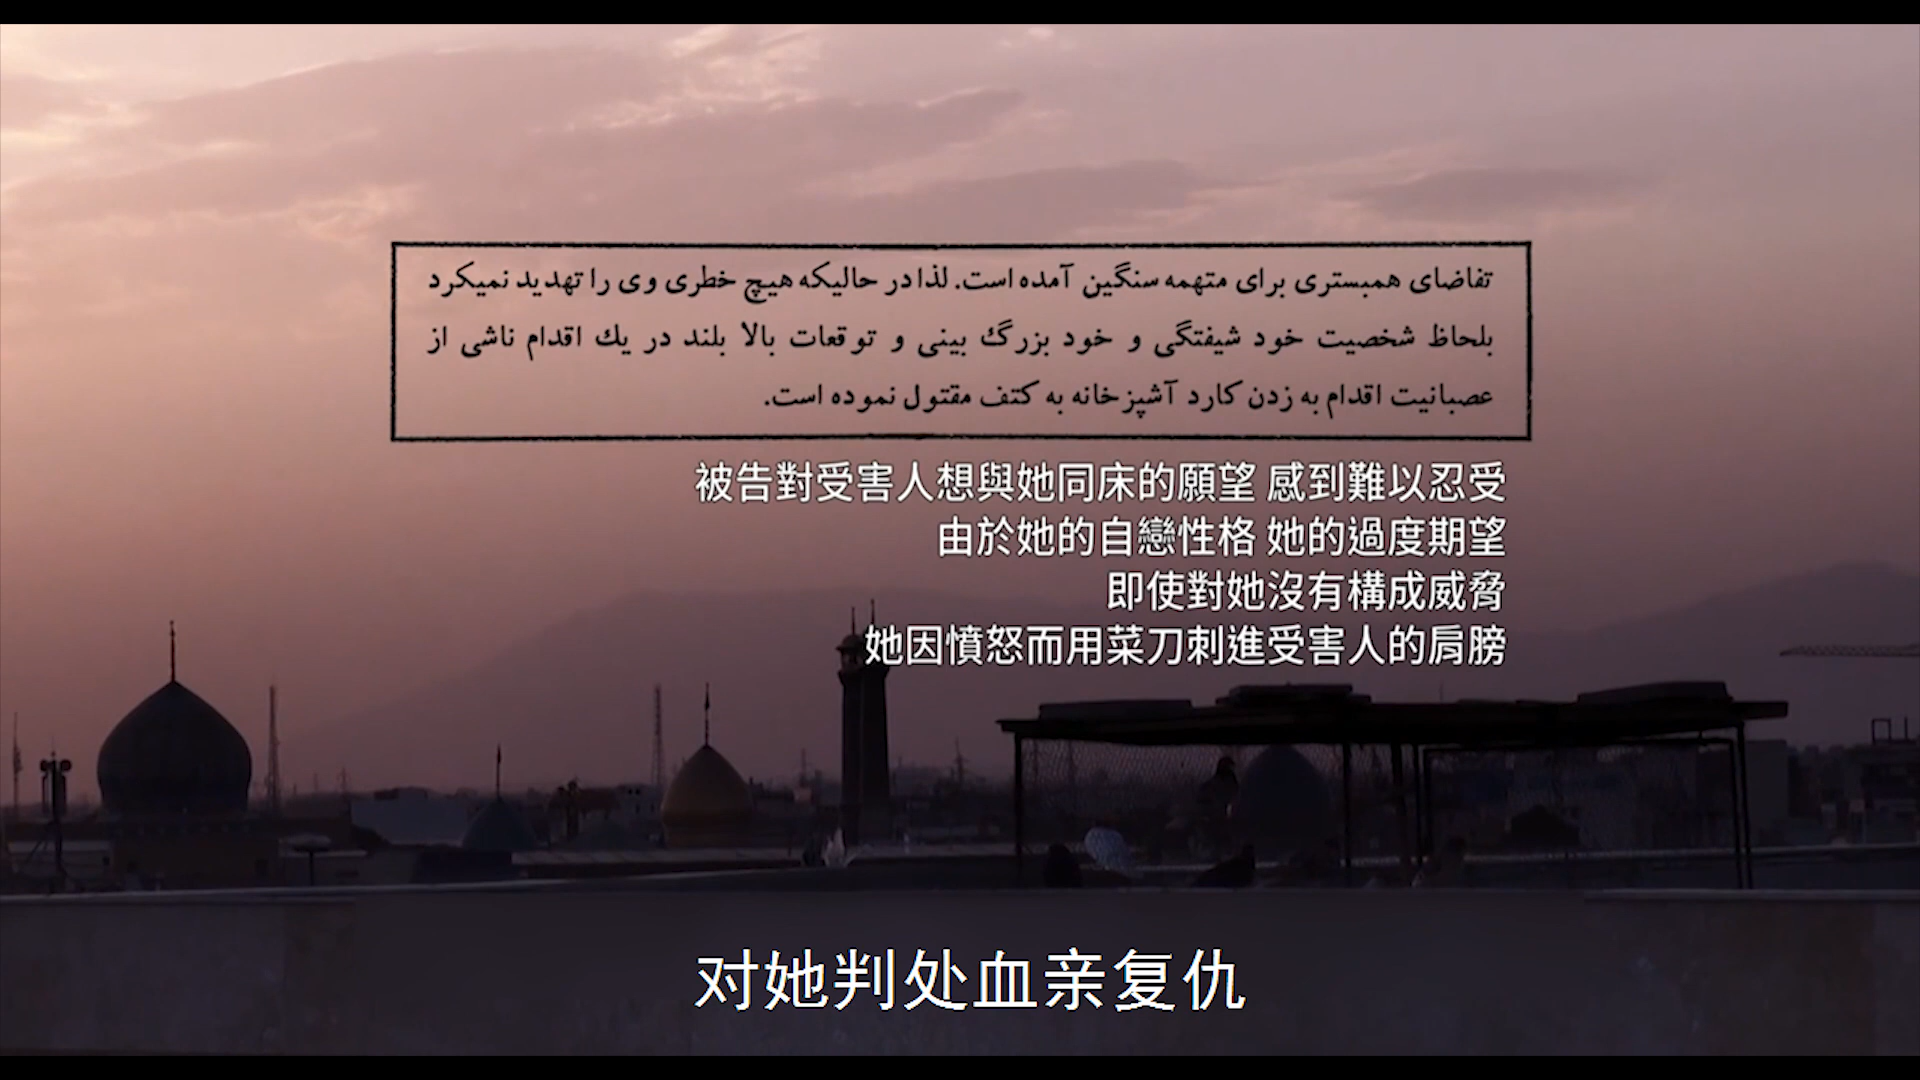 تقاضای همبستری برای متهمه سنگین آمده است. لذا در حالیکه هیچ خطری وی را تهدید نمیکرد
بلحاظ شخصیت خود شیفتگی و خود بزرگ بینی و توقعات بالا بلند در یك اقدام ناشی از
عصبانیت اقدام به زدن کارد آشپزخانه به کتف مقتول نموده است.
被告對受害人想與她同床的願望 感到難以忍受
由於她的自戀性格 她的過度期望
即使對她沒有構成威脅
她因憤怒而用菜刀刺進受害人的肩膀
对她判处血亲复仇